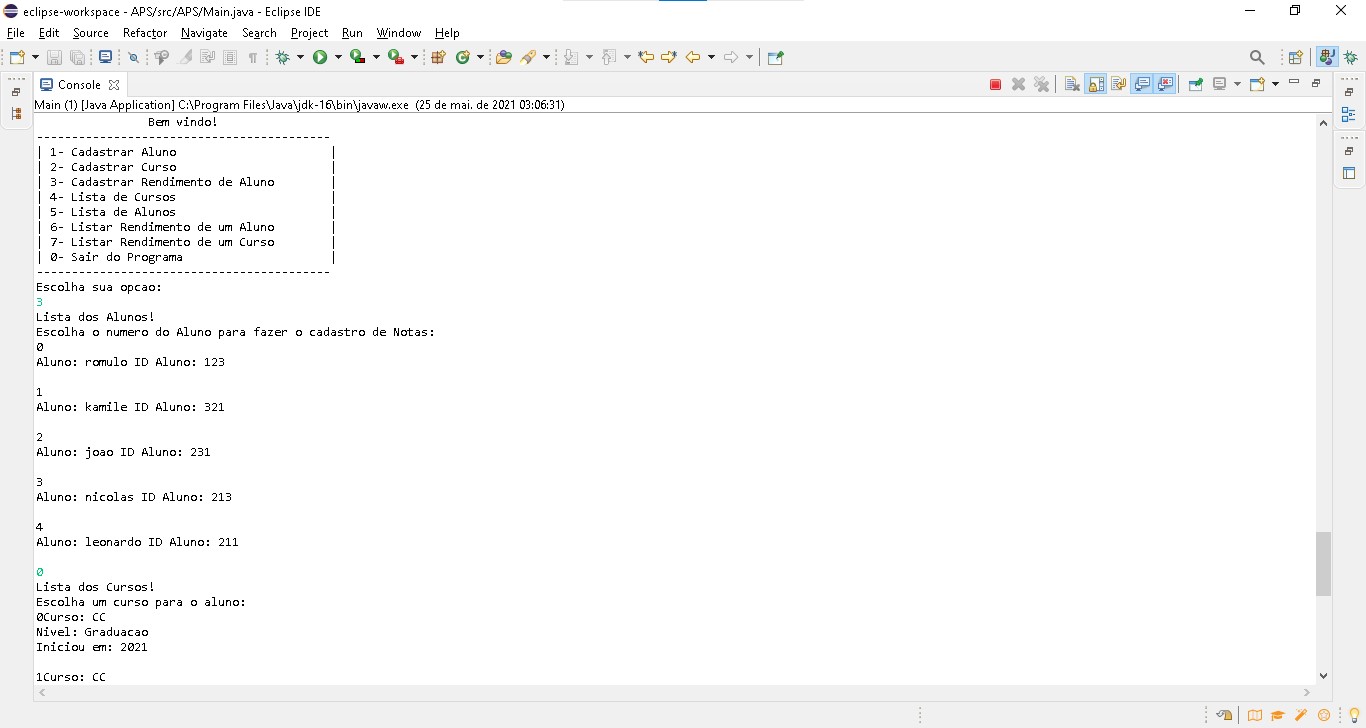 eclipse-workspace - APS/src/APS/Main.java - Eclipse IDE
File Edit Source Refactor Navigate Search Project Run Window Help
Console
Main (1) [Java Application] C:\Program Files\Java\jdk-16\bin\javaw.exe (25 de mai. de 2021 03:06:31)
Bem vindo!
------------------------------------------
| 1- Cadastrar Aluno |
| 2- Cadastrar Curso |
| 3- Cadastrar Rendimento de Aluno |
| 4- Lista de Cursos |
| 5- Lista de Alunos |
| 6- Listar Rendimento de um Aluno |
| 7- Listar Rendimento de um Curso |
| 0- Sair do Programa |
------------------------------------------
Escolha sua opcao:
3
Lista dos Alunos!
Escolha o numero do Aluno para fazer o cadastro de Notas:
0
Aluno: romulo ID Aluno: 123
1
Aluno: kamile ID Aluno: 321
2
Aluno: joao ID Aluno: 231
3
Aluno: nicolas ID Aluno: 213
4
Aluno: leonardo ID Aluno: 211
0
Lista dos Cursos!
Escolha um curso para o aluno:
0Curso: CC
Nivel: Graduacao
Iniciou em: 2021
1Curso: CC